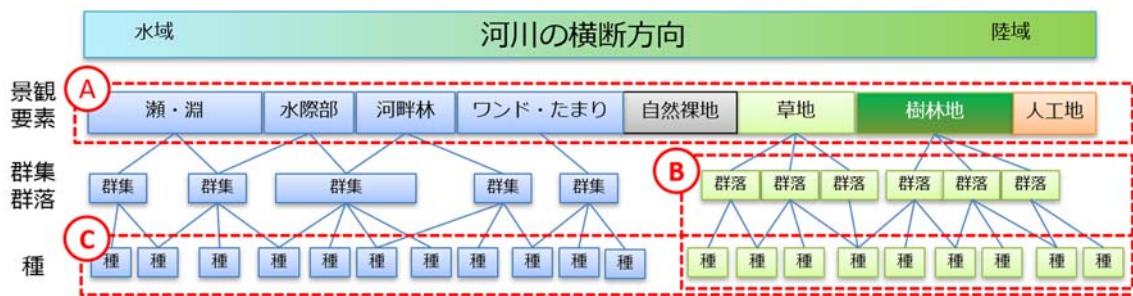 水域 河川の横断方向 陸域
A
景観
要素
瀬・淵 水際部 河畔林 ワンド・たまり 自然裸地 草地 樹林地 人工地
B
群集
群落
群集 群集 群集 群集 群集 群落 群落 群落 群落 群落 群落
C
種 種 種 種 種 種 種 種 種 種 種 種 種 種 種 種 種 種 種 種 種